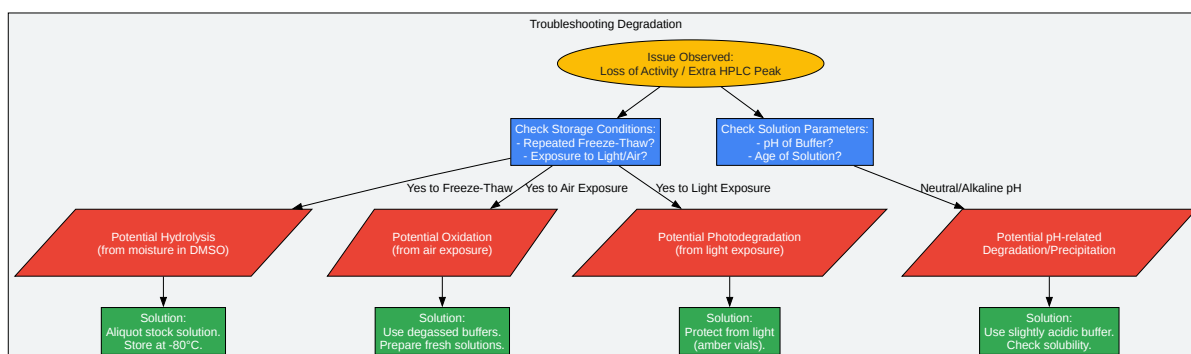 Troubleshooting Degradation
Issue Observed:
Loss of Activity / Extra HPLC Peak
Check Storage Conditions:
- Repeated Freeze-Thaw?
- Exposure to Light/Air?
Check Solution Parameters:
- pH of Buffer?
- Age of Solution?
Yes to Freeze-Thaw
Yes to Air Exposure
Yes to Light Exposure
Neutral/Alkaline pH
Potential Hydrolysis
(from moisture in DMSO)
Potential Oxidation
(from air exposure)
Potential Photodegradation
(from light exposure)
Potential pH-related
Degradation/Precipitation
Solution:
Aliquot stock solution.
Store at -80°C.
Solution:
Use degassed buffers.
Prepare fresh solutions.
Solution:
Protect from light
(amber vials).
Solution:
Use slightly acidic buffer.
Check solubility.